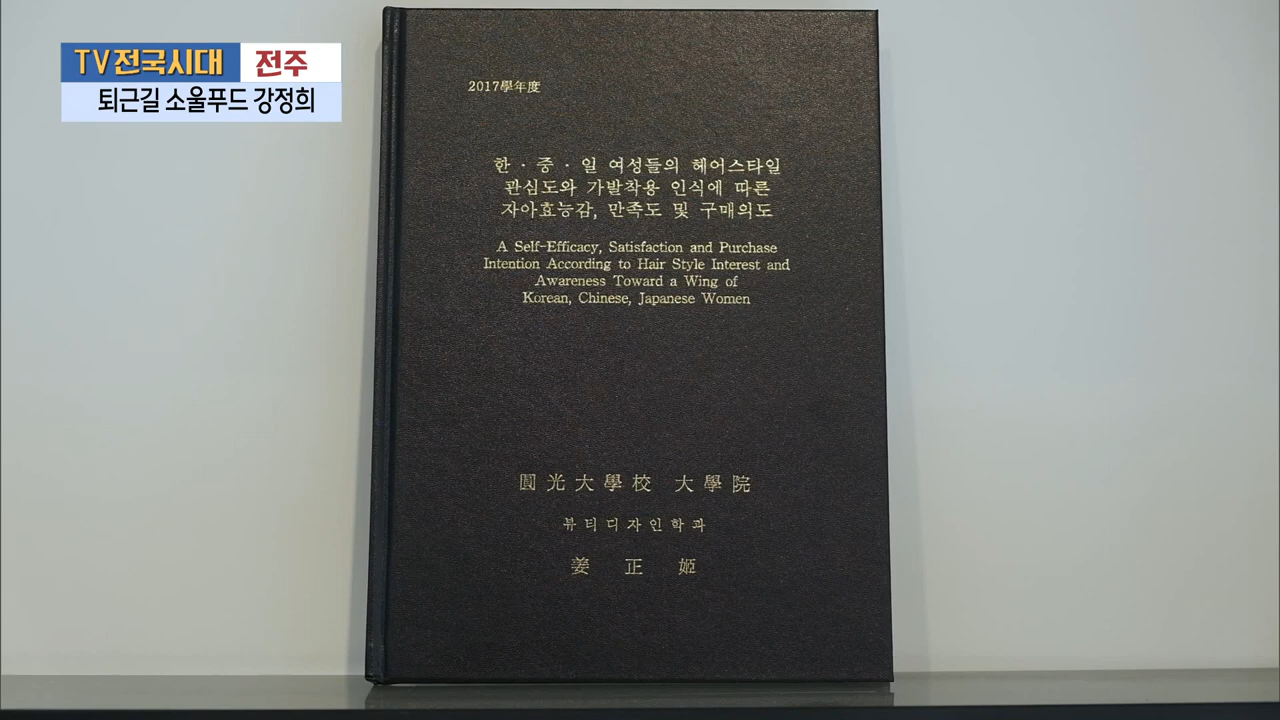 TV전국시대 전주
퇴근길 소울푸드 강정희
2017學年度
한 · 중 · 일 여성들의 헤어스타일
관심도와 가발착용 인식에 따른
자아효능감, 만족도 및 구매의도
A Self-Efficacy, Satisfaction and Purchase
Intention According to Hair Style Interest and
Awareness Toward a Wing of
Korean, Chinese, Japanese Women
圓光大學校 大學院
뷰티디자인학과
姜 正 姬